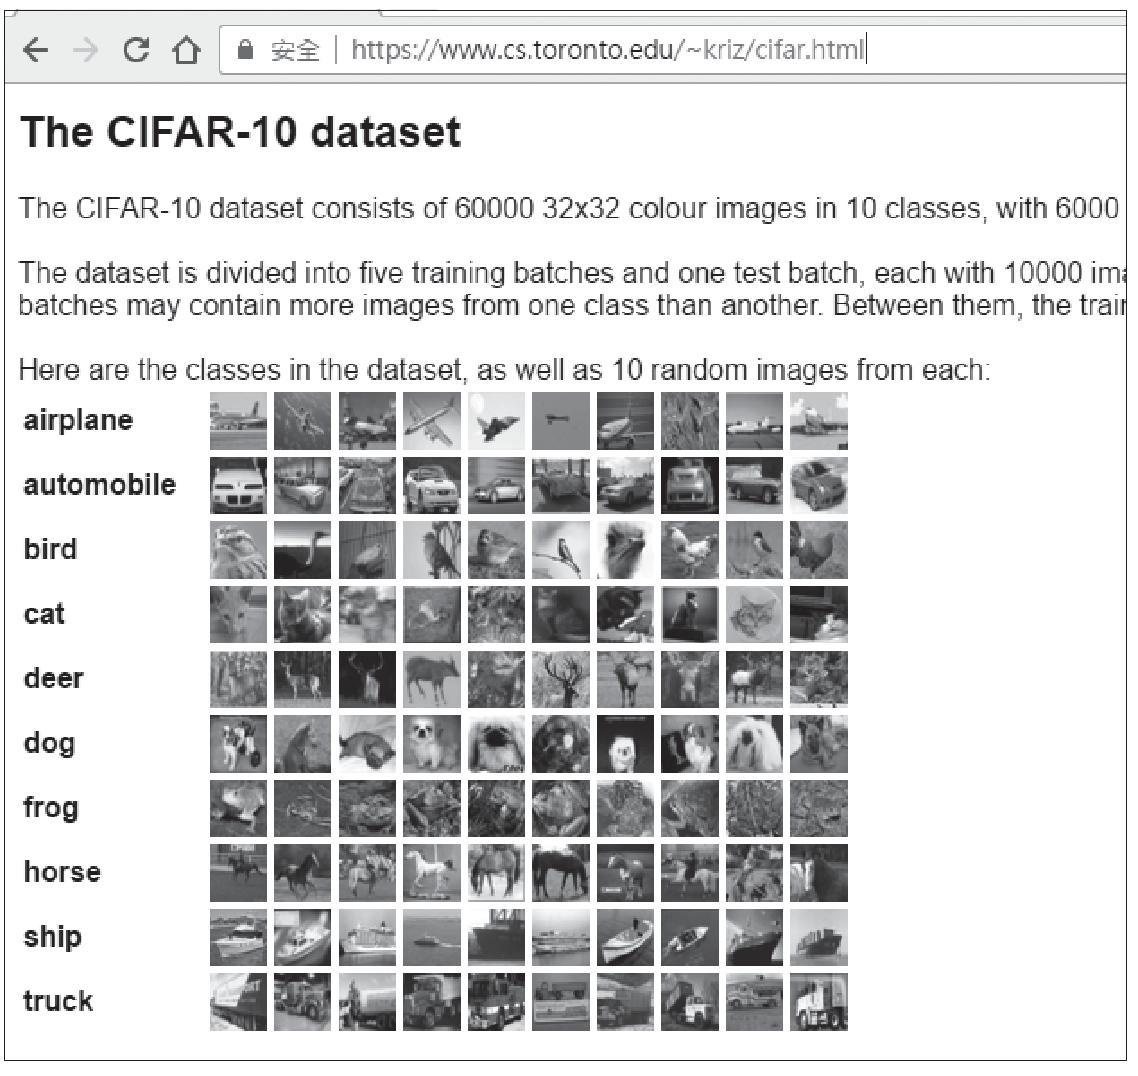 安全 | https://www.cs.toronto.edu/~kriz/cifar.html
The CIFAR-10 dataset
The CIFAR-10 dataset consists of 60000 32x32 colour images in 10 classes, with 6000
The dataset is divided into five training batches and one test batch, each with 10000
batches may contain more images from one class than another. Between them, the
Here are the classes in the dataset, as well as 10 random images from each:
airplane
automobile
bird
cat
deer
dog
frog
horse
ship
truck